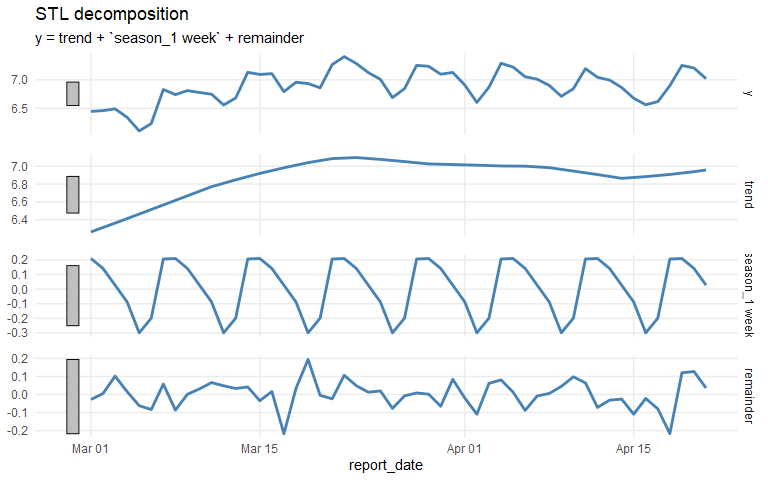 STL decomposition
y = trend + `season_1 week` + remainder
7.0
6.5
y
7.0
6.8
6.6
6.4
trend
0.2
0.1
0.0
-0.1
-0.2
-0.3
season_1 week
0.2
0.1
0.0
-0.1
-0.2
remainder
Mar 01 Mar 15 Apr 01 Apr 15
report_date